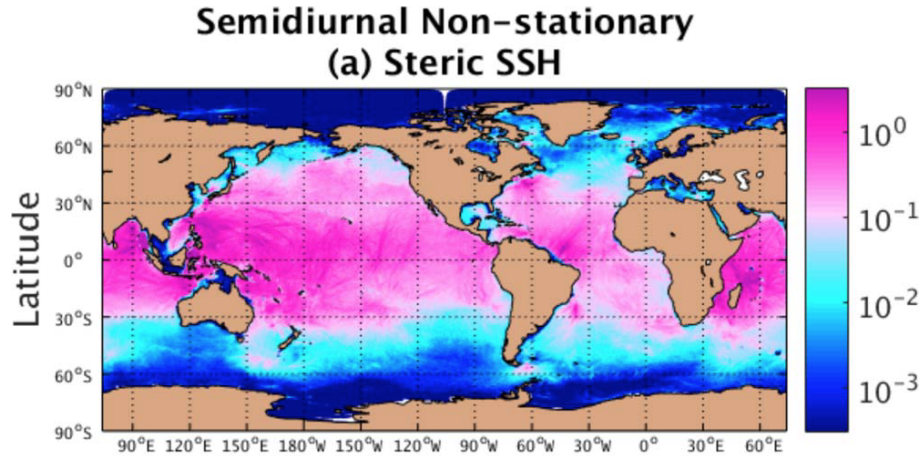 Semidiurnal Non-stationary
(a) Steric SSH
90°N
60°N
30°N
0°
30°S
60°S
90°S
Latitude
90°E 120°E 150°E 180°W 150°W 120°W 90°W 60°W 30°W 0° 30°E 60°E
10⁰
10⁻¹
10⁻²
10⁻³